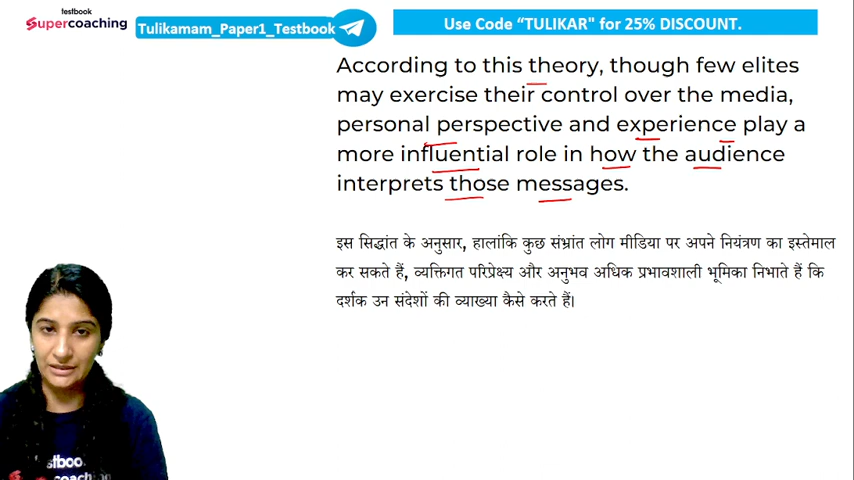 testbook
Supercoaching
Tulikamam_Paper1_Testbook
Use Code “TULIKAR" for 25% DISCOUNT.
According to this theory, though few elites
may exercise their control over the media,
personal perspective and experience play a
more influential role in how the audience
interprets those messages.
इस सिद्धांत के अनुसार, हालांकि कुछ संभ्रांत लोग मीडिया पर अपने नियंत्रण का इस्तेमाल
कर सकते हैं, व्यक्तिगत परिप्रेक्ष्य और अनुभव अधिक प्रभावशाली भूमिका निभाते हैं कि
दर्शक उन संदेशों की व्याख्या कैसे करते हैं।